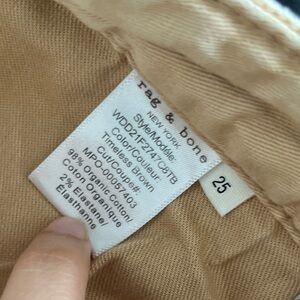 rag & bone
NEW YORK
Style/Modèle:
WDD21F2747C8TB
Color/Couleur:
Timeless Brown
Cut/Coupe#:
MPO-00057403
98% Organic Cotton/
Coton Organique
2% Elastane/
Élasthanne
25